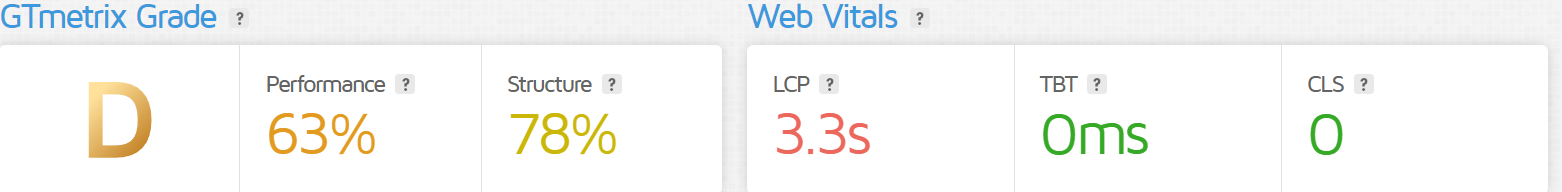 GTmetrix Grade ?
Web Vitals ?
D
Performance ?
63%
Structure ?
78%
LCP ?
3.3s
TBT ?
0ms
CLS ?
0